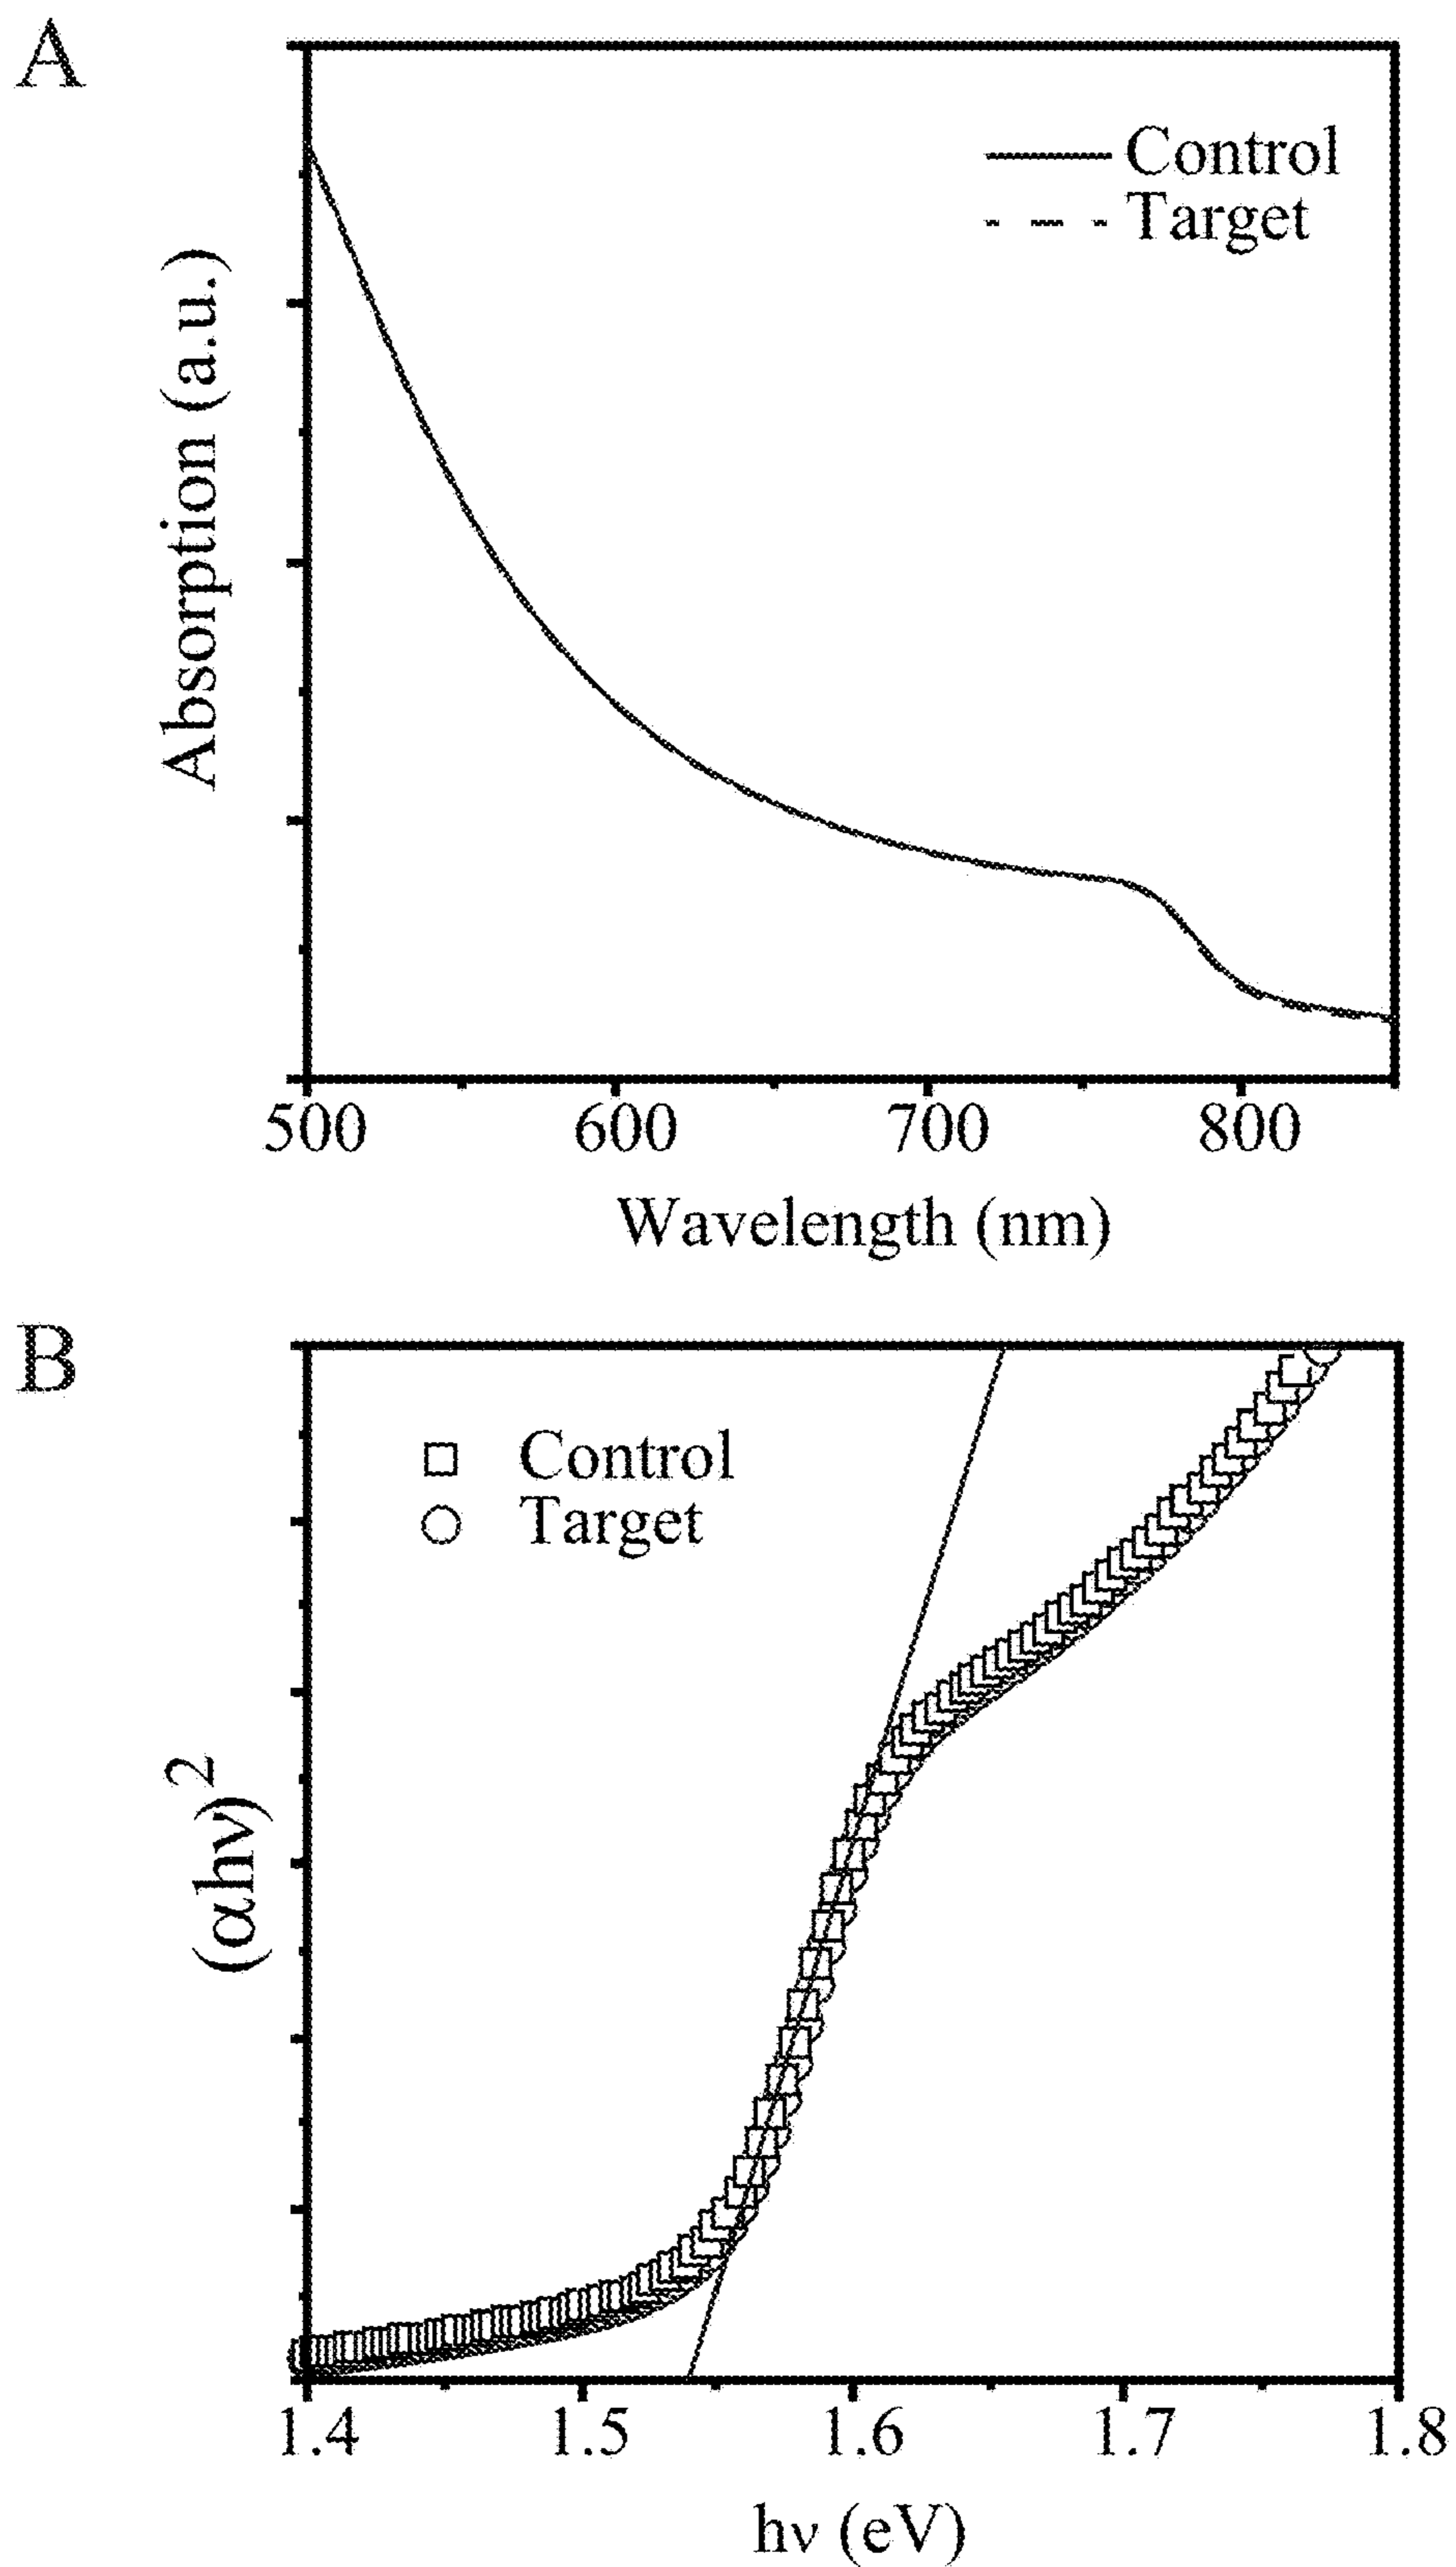 A
Control
Target
Absorption (a.u.)
500 600 700 800
Wavelength (nm)
B
Control
Target
(αhν)²
1.4 1.5 1.6 1.7 1.8
hν (eV)